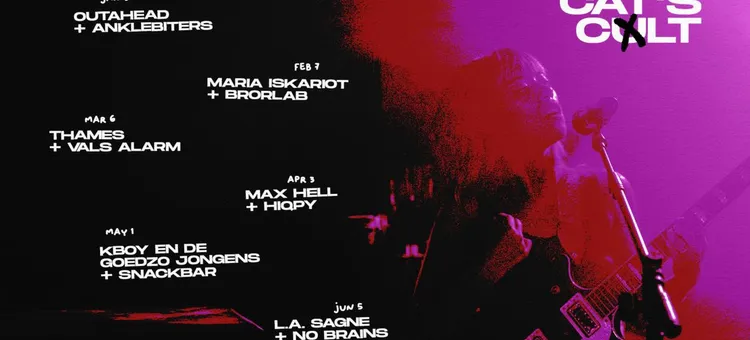 CAT'S
CULT
OUTAHEAD
+ ANKLEBITERS
FEB 7
MARIA ISKARIOT
+ BRORLAB
MAR 6
THAMES
+ VALS ALARM
APR 3
MAX HELL
+ HIQPY
MAY 1
KBOY EN DE
GOEDZO JONGENS
+ SNACKBAR
JUN 5
L.A. SAGNE
+ NO BRAINS